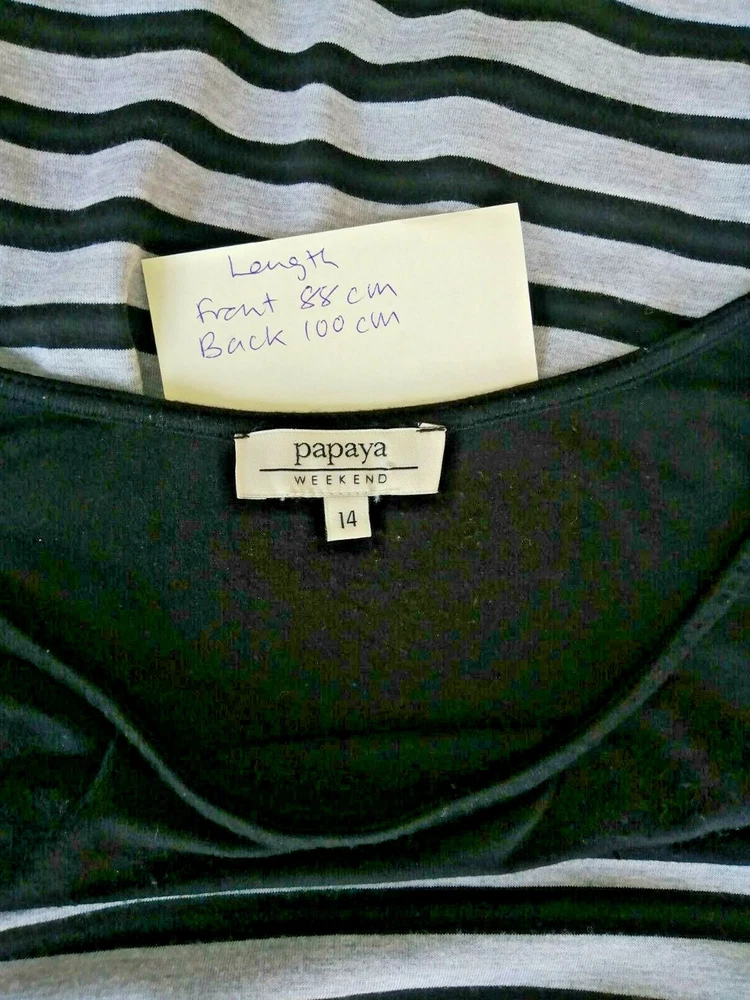 Length
Front 88 cm
Back 100 cm
papaya
WEEKEND
14